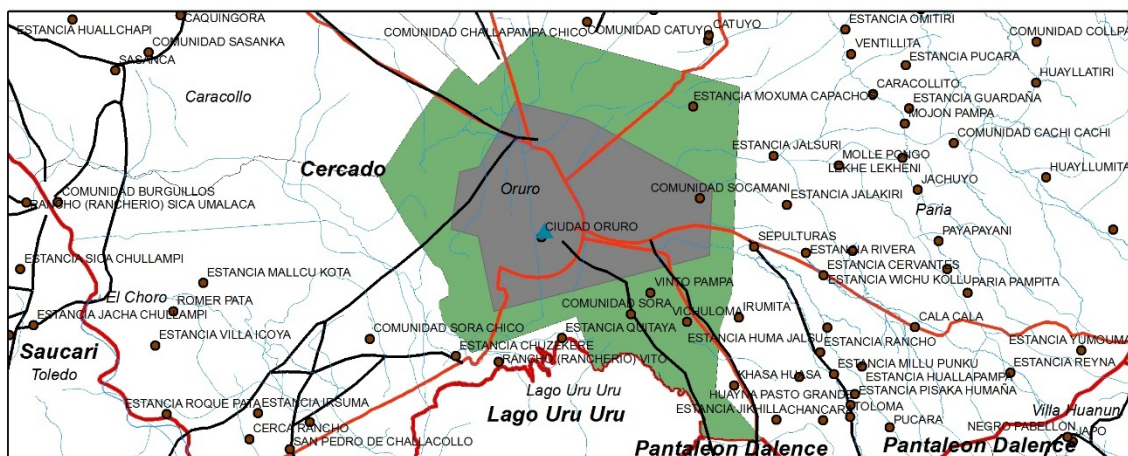 CAQUINGORA
ESTANCIA HUALLCHAPI
COMUNIDAD SASANKA
SASANCA
Caracollo
COMUNIDAD CHALLAPAMPA CHICO
COMUNIDAD CATUYO
CATUYO
ESTANCIA OMITIRI
VENTILLITA
COMUNIDAD COLLPA
ESTANCIA PUCARA
HUAYLLATIRI
CARACOLLITO
ESTANCIA MOXUMA CAPACHOS
ESTANCIA GUARDAÑA
MOJON PAMPA
COMUNIDAD CACHI CACHI
ESTANCIA JALSURI
MOLLE PONGO
LEKHE LEKHENI
HUAYLLUMITA
Cercado
Oruro
COMUNIDAD SOCAMANI
ESTANCIA JALAKIRI
JACHUYO
Paria
COMUNIDAD BURGUILLOS
RANCHO (RANCHERIO) SICA UMALACA
CIUDAD ORURO
SEPULTURAS
PAYAPAYANI
ESTANCIA RIVERA
ESTANCIA CERVANTES
ESTANCIA WICHU KOLLU
PARIA PAMPITA
ESTANCIA SICA CHULLAMPI
ESTANCIA MALLCU KOTA
El Choro
ROMER PATA
VINTO PAMPA
COMUNIDAD SORA
VICHULOMA
IRUMITA
CALA CALA
ESTANCIA JACHA CHULLAMPI
ESTANCIA VILLA ICOYA
COMUNIDAD SORA CHICO
ESTANCIA QUITAYA
ESTANCIA HUMA JALSU
ESTANCIA RANCHO
ESTANCIA YUMOUMA
Saucari
Toledo
ESTANCIA CHUZEKERE
RANCHO (RANCHERIO) VITO
ESTANCIA MILLU PUNKU
ESTANCIA REYNA
KHASA HUASA
ESTANCIA HUALLAPAMPA
ESTANCIA PISAKA HUMAÑA
Lago Uru Uru
HUAYNA PASTO GRANDE
Lago Uru Uru
ESTANCIA ROQUE PATA
ESTANCIA IRSUMA
ESTANCIA JIKHILLA
CHANCARA
TOLOMA
PUCARA
Villa Huanun
NEGRO PABELLON
JAPO
CERCA RANCHO
SAN PEDRO DE CHALLACOLLO
Pantaleon Dalence
Pantaleon Dalence